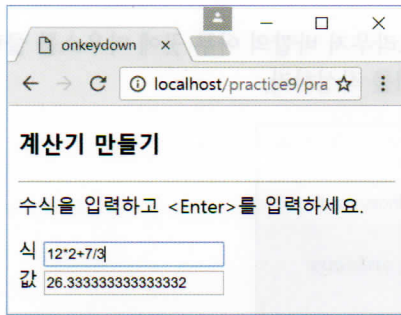 onkeydown
localhost/practice9/pra
계산기 만들기
수식을 입력하고 <Enter>를 입력하세요.
식 12*2+7/3
값 26.333333333333332